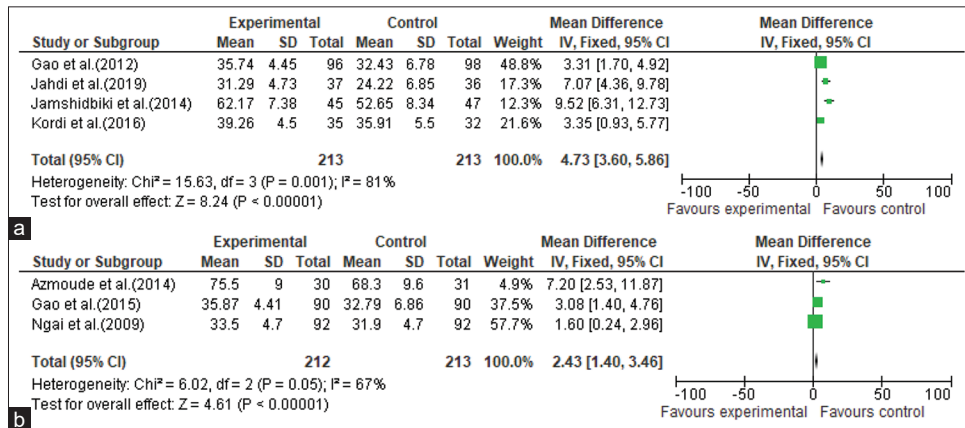 Experimental Control Mean Difference Mean Difference
Study or Subgroup Mean SD Total Mean SD Total Weight IV, Fixed, 95% CI IV, Fixed, 95% CI
Gao et al.(2012) 35.74 4.45 96 32.43 6.78 98 48.8% 3.31 [1.70, 4.92]
Jahdi et al.(2019) 31.29 4.73 37 24.22 6.85 36 17.3% 7.07 [4.36, 9.78]
Jamshidbiki et al.(2014) 62.17 7.38 45 52.65 8.34 47 12.3% 9.52 [6.31, 12.73]
Kordi et al.(2016) 39.26 4.5 35 35.91 5.5 32 21.6% 3.35 [0.93, 5.77]
Total (95% CI) 213 213 100.0% 4.73 [3.60, 5.86]
Heterogeneity: Chi² = 15.63, df = 3 (P = 0.001); I² = 81%
Test for overall effect: Z = 8.24 (P < 0.00001)
-100 -50 0 50 100
Favours experimental Favours control
a
Experimental Control Mean Difference Mean Difference
Study or Subgroup Mean SD Total Mean SD Total Weight IV, Fixed, 95% CI IV, Fixed, 95% CI
Azmoude et al.(2014) 75.5 9 30 68.3 9.6 31 4.9% 7.20 [2.53, 11.87]
Gao et al.(2015) 35.87 4.41 90 32.79 6.86 90 37.5% 3.08 [1.40, 4.76]
Ngai et al.(2009) 33.5 4.7 92 31.9 4.7 92 57.7% 1.60 [0.24, 2.96]
Total (95% CI) 212 213 100.0% 2.43 [1.40, 3.46]
Heterogeneity: Chi² = 6.02, df = 2 (P = 0.05); I² = 67%
Test for overall effect: Z = 4.61 (P < 0.00001)
-100 -50 0 50 100
Favours experimental Favours control
b